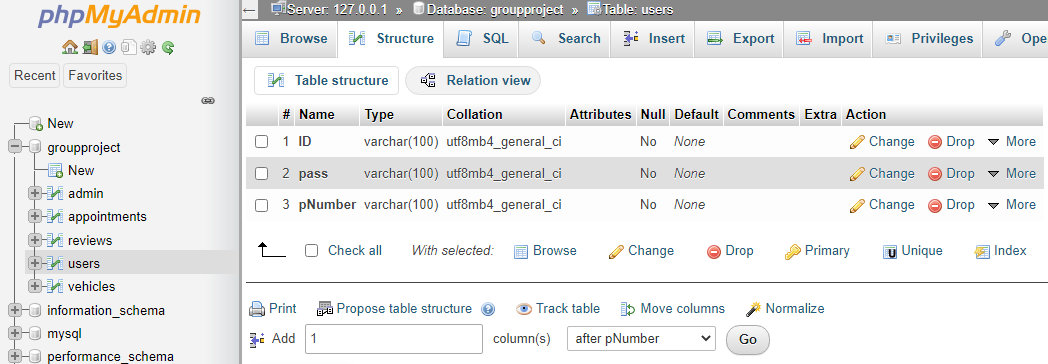 phpMyAdmin
Recent Favorites
New
groupproject
New
admin
appointments
reviews
users
vehicles
information_schema
mysql
performance_schema
Server: 127.0.0.1 » Database: groupproject » Table: users
Browse Structure SQL Search Insert Export Import Privileges Ope
Table structure Relation view
# Name Type Collation Attributes Null Default Comments Extra Action
1 ID varchar(100) utf8mb4_general_ci No None Change Drop More
2 pass varchar(100) utf8mb4_general_ci No None Change Drop More
3 pNumber varchar(100) utf8mb4_general_ci No None Change Drop More
Check all With selected: Browse Change Drop Primary Unique Index
Print Propose table structure Track table Move columns Normalize
Add 1 column(s) after pNumber Go